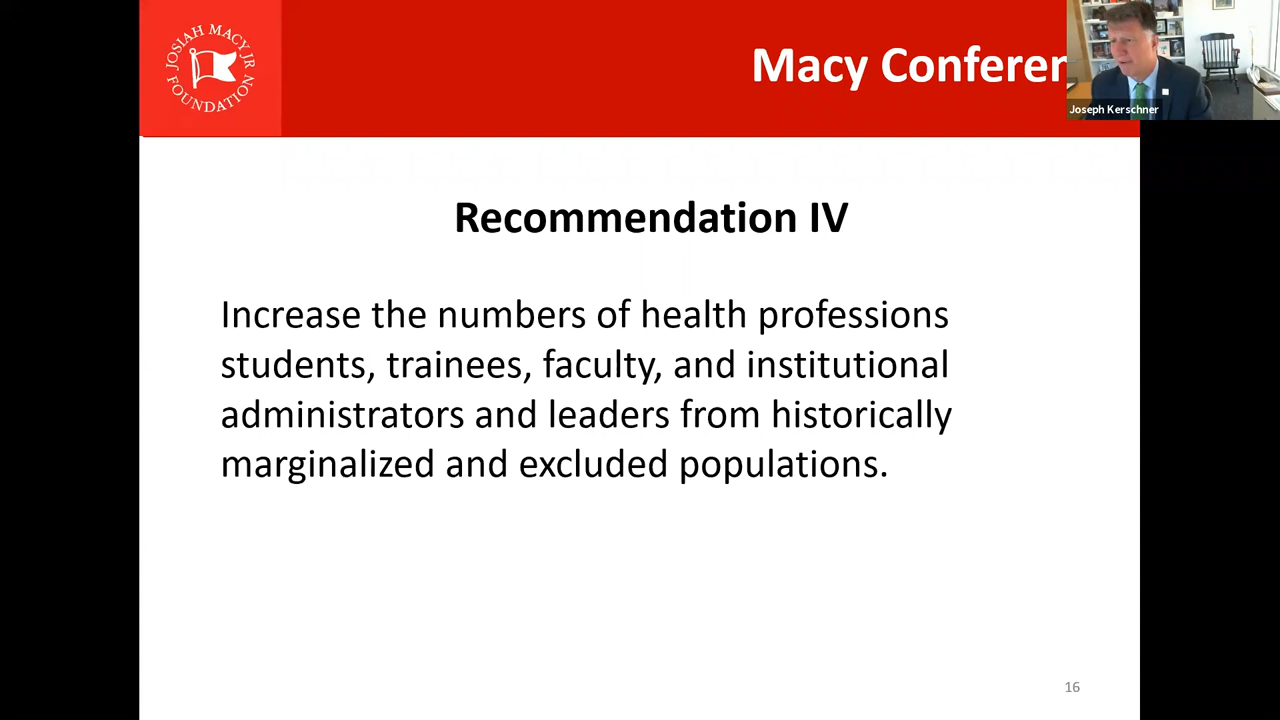 JOSIAH MACY JR
FOUNDATION
Macy Conferen
Joseph Kerschner
Recommendation IV
Increase the numbers of health professions
students, trainees, faculty, and institutional
administrators and leaders from historically
marginalized and excluded populations.
16